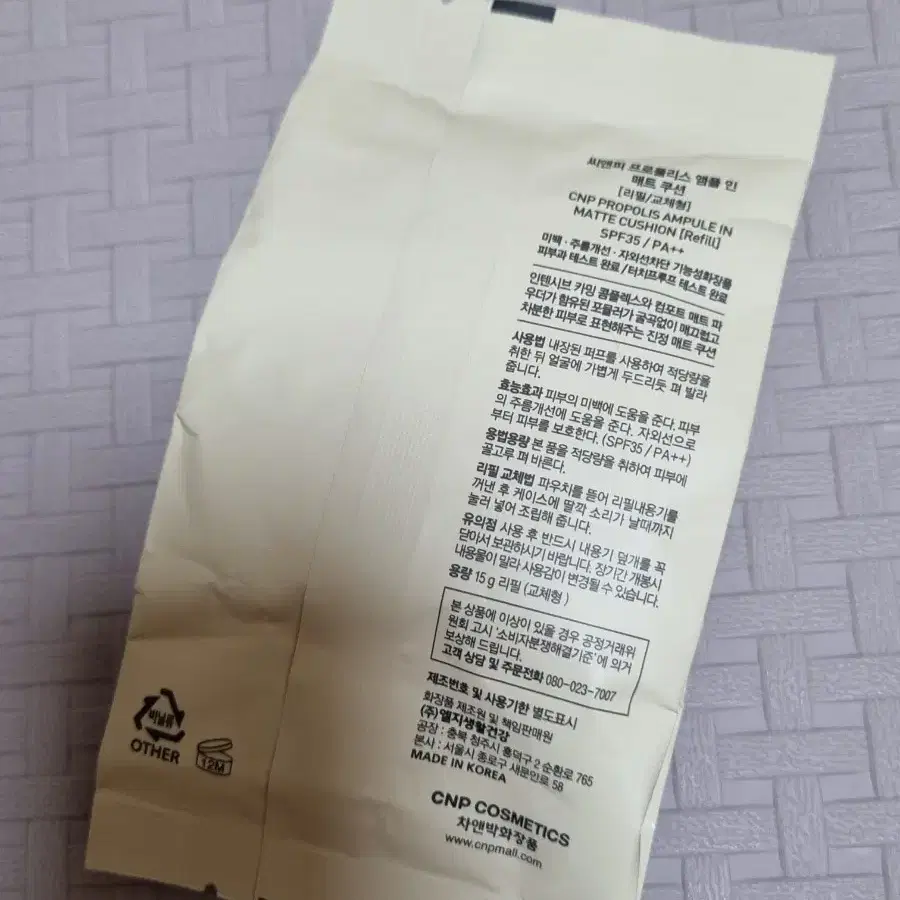 씨앤피 프로폴리스 앰플 인
매트 쿠션
[리필/교체형]
CNP PROPOLIS AMPULE IN
MATTE CUSHION [Refill]
SPF35 / PA++
미백·주름개선·자외선차단 기능성화장품
피부과 테스트 완료/터치프루프 테스트 완료
인텐시브 카밍 콤플렉스와 컴포트 매트 파
우더가 함유된 포뮬러가 굴곡없이 매끄럽고
차분한 피부로 표현해주는 진정 매트 쿠션
사용법 내장된 퍼프를 사용하여 적당량을
취한 뒤 얼굴에 가볍게 두드리듯 펴 발라
줍니다.
효능효과 피부의 미백에 도움을 준다. 피부
의 주름개선에 도움을 준다. 자외선으로
부터 피부를 보호한다. (SPF35 / PA++)
용법용량 본 품을 적당량을 취하여 피부에
골고루 펴 바른다.
리필 교체법 파우치를 뜯어 리필내용기를
꺼낸 후 케이스에 딸깍 소리가 날때까지
눌러 넣어 조립해 줍니다.
유의점 사용 후 반드시 내용기 덮개를 꼭
닫아서 보관하시기 바랍니다. 장기간 개봉시
내용물이 말라 사용감이 변경될 수 있습니다.
용량 15 g 리필 (교체형)
본 상품에 이상이 있을 경우 공정거래위
원회 고시 '소비자분쟁해결기준'에 의거
보상해 드립니다.
고객 상담 및 주문전화 080-023-7007
제조번호 및 사용기한 별도표시
화장품 제조원 및 책임판매원
(주)엘지생활건강
공장 : 충북 청주시 흥덕구 2 순환로 765
본사 : 서울시 종로구 새문안로 58
MADE IN KOREA
CNP COSMETICS
차앤박화장품
www.cnpmall.com
비닐류
OTHER
12M